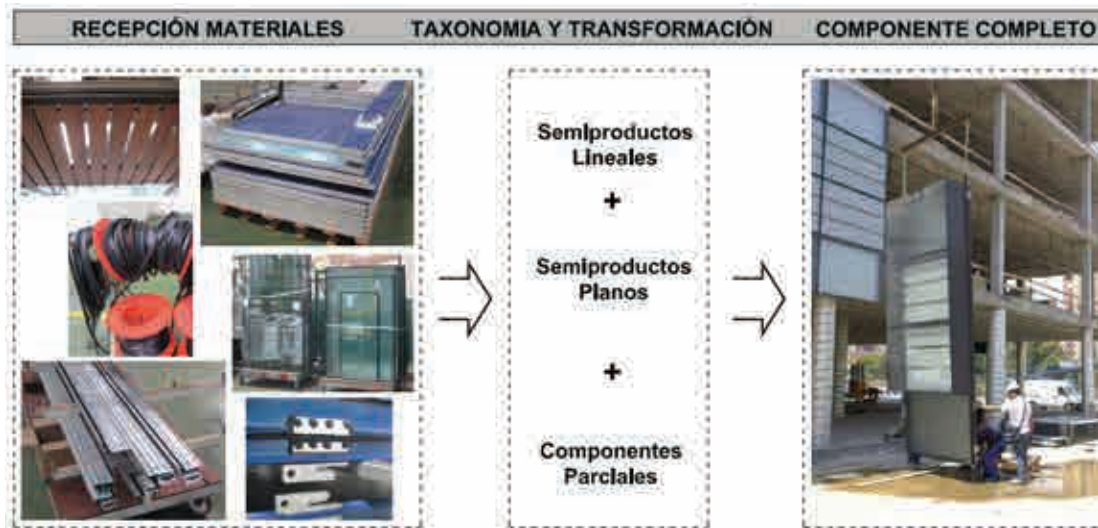 RECEPCIÓN MATERIALES
TAXONOMIA Y TRANSFORMACIÓN
COMPONENTE COMPLETO
Semiproductos
Lineales
+
Semiproductos
Planos
+
Componentes
Parciales